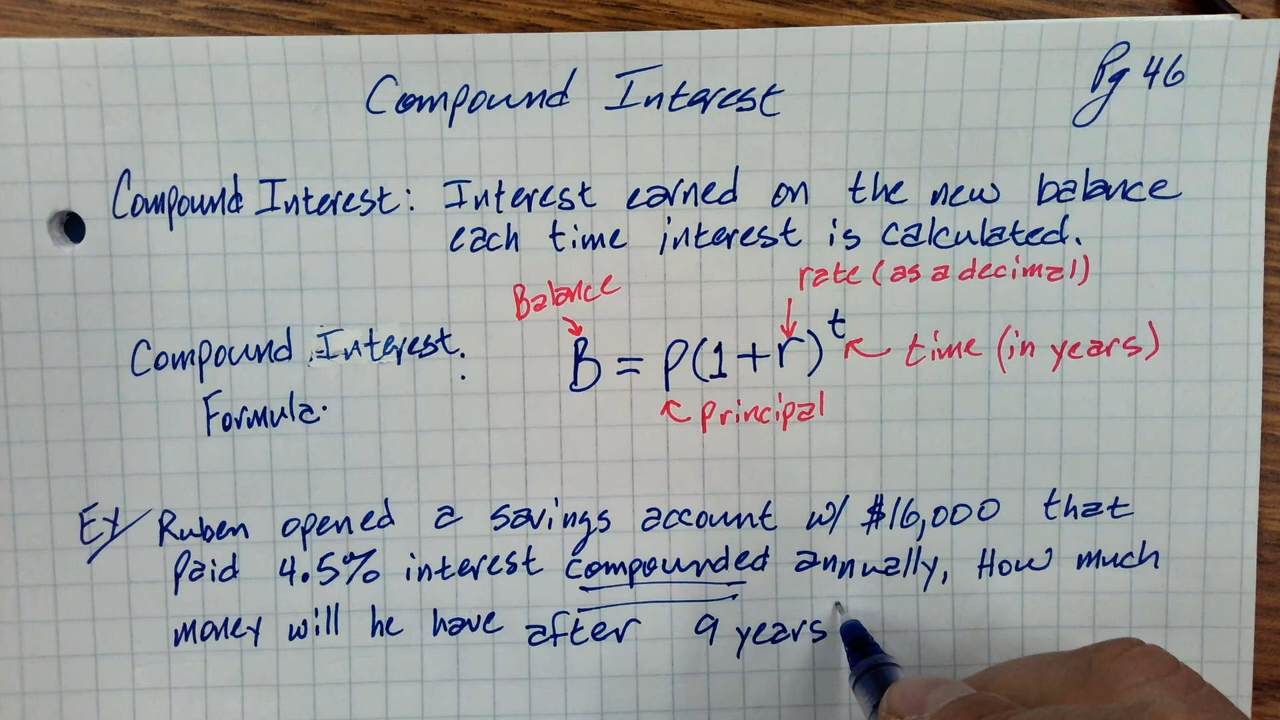 Compound Interest
Pg 46
Compound Interest: Interest earned on the new balance
each time interest is calculated.
rate (as a decimal)
Balance
Compound Interest:
Formula.
B = P(1+r)^t
time (in years)
principal
Ex/ Ruben opened a savings account w/ $16,000 that
Paid 4.5% interest compounded annually, How much
money will he have after 9 years